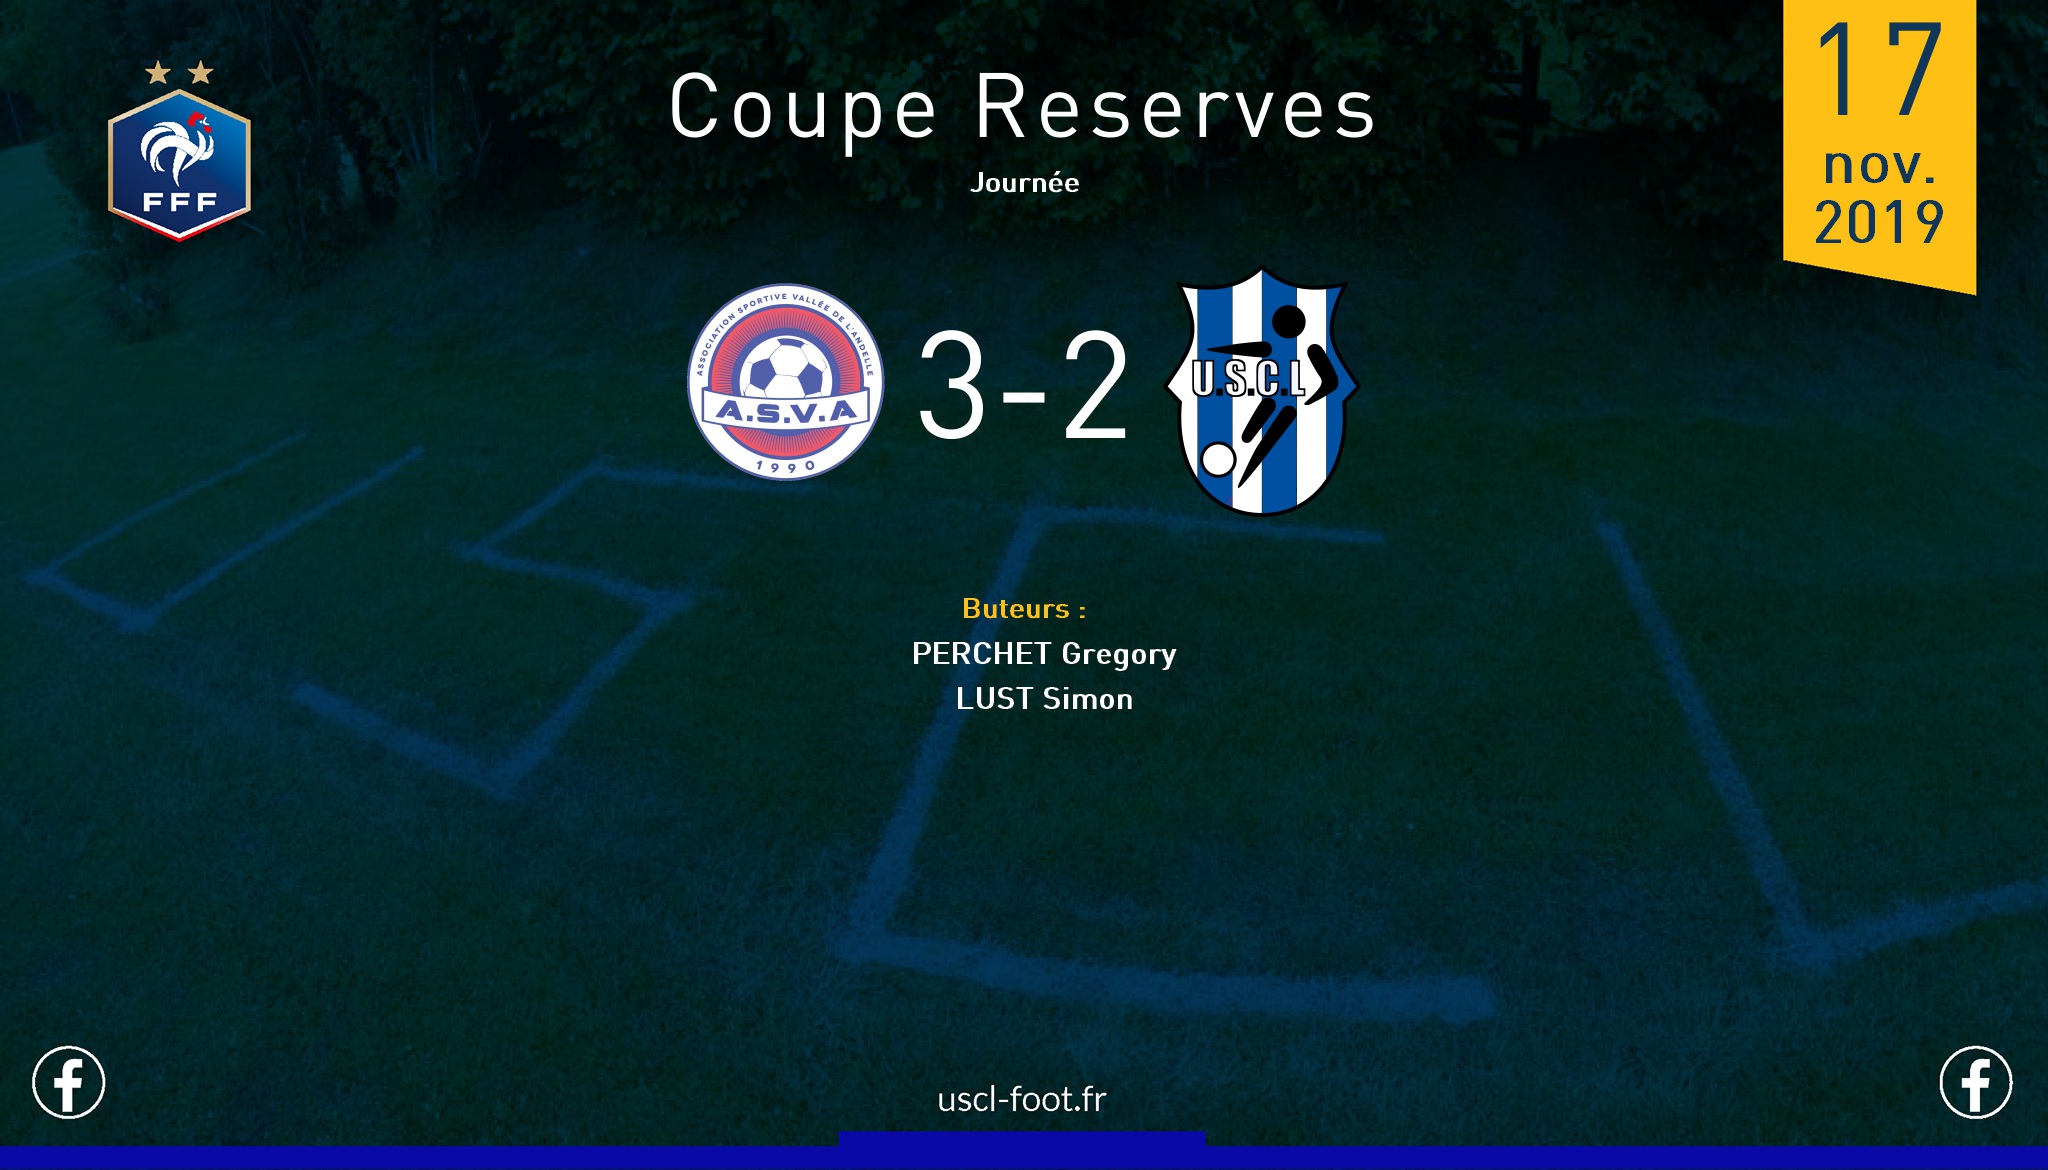 17
nov.
2019
FFF
Coupe Reserves
Journée
ASSOCIATION SPORTIVE VALLÉE DE L'ANDELLE
A.S.V.A
1990
3-2
U.S.C.L
USCL
Buteurs :
PERCHET Gregory
LUST Simon
uscl-foot.fr